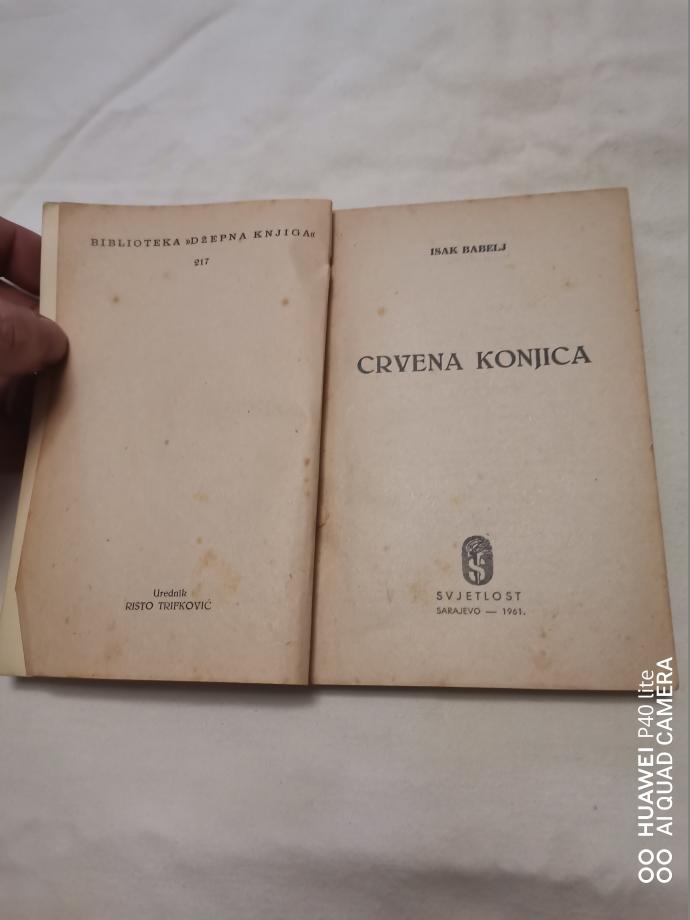 BIBLIOTEKA »DŽEPNA KNJIGA«
217
Urednik
RISTO TRIFKOVIĆ
ISAK BABELJ
CRVENA KONJICA
S
SVJETLOST
SARAJEVO — 1961.
HUAWEI P40 lite
AI QUAD CAMERA